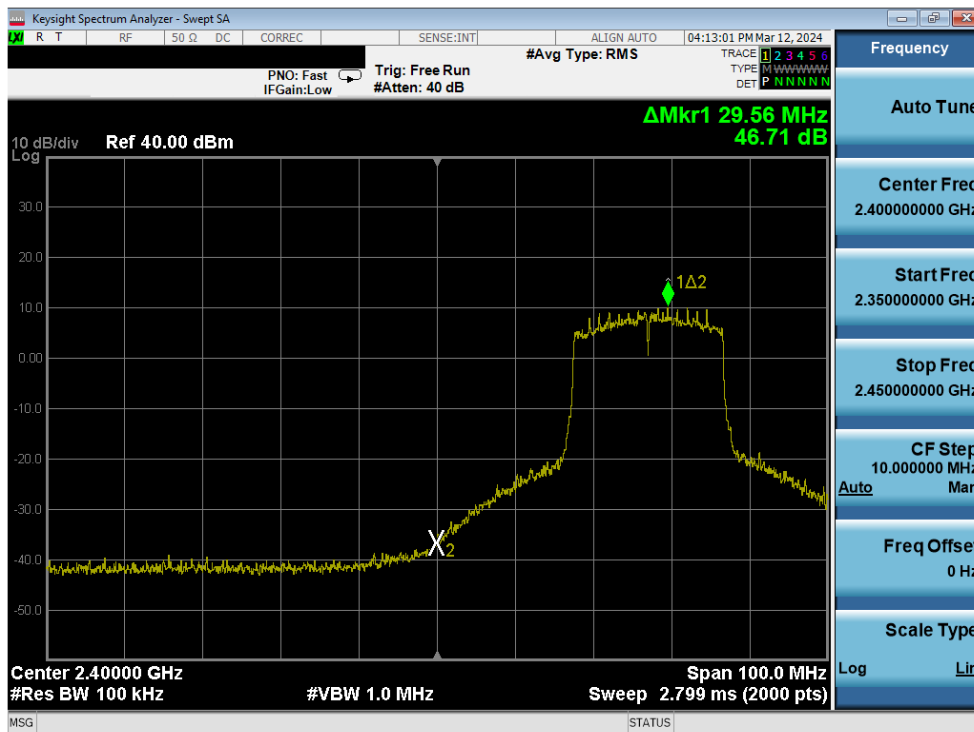 Keysight Spectrum Analyzer - Swept SA
LXI R T RF 50 Ω DC CORREC SENSE:INT ALIGN AUTO 04:13:01 PM Mar 12, 2024
#Avg Type: RMS TRACE 1 2 3 4 5 6
PNO: Fast Trig: Free Run TYPE M W W W W W
IFGain:Low #Atten: 40 dB DET P N N N N N
ΔMkr1 29.56 MHz
46.71 dB
10 dB/div Ref 40.00 dBm
Log
30.0
20.0
1Δ2
10.0
0.00
-10.0
-20.0
-30.0
2
-40.0
-50.0
Center 2.40000 GHz Span 100.0 MHz
#Res BW 100 kHz #VBW 1.0 MHz Sweep 2.799 ms (2000 pts)
MSG STATUS
Frequency
Auto Tune
Center Freq
2.400000000 GHz
Start Freq
2.350000000 GHz
Stop Freq
2.450000000 GHz
CF Step
10.000000 MHz
Auto Man
Freq Offset
0 Hz
Scale Type
Log Lin